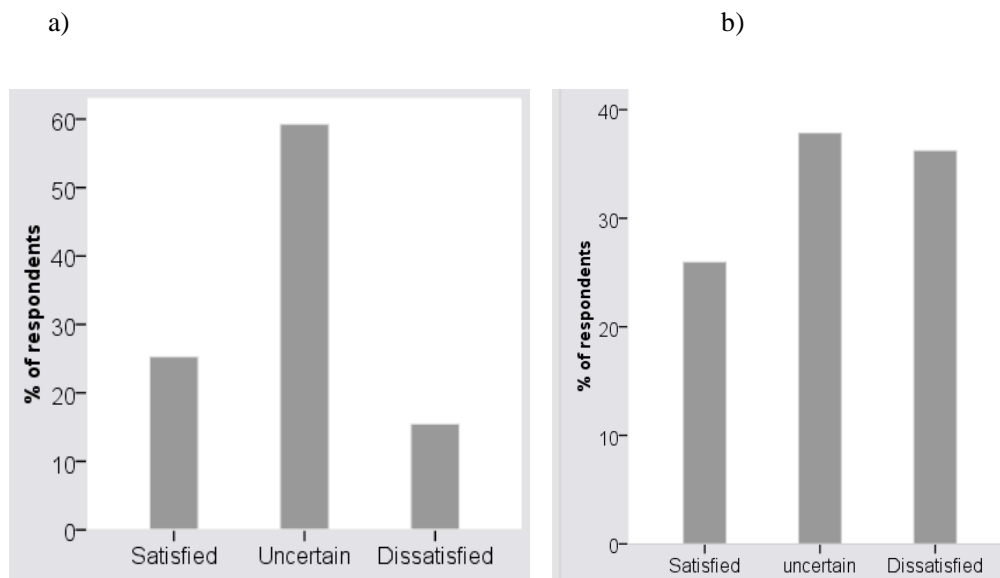 a)
b)
% of respondents
60
50
40
30
20
10
0
Satisfied Uncertain Dissatisfied
% of respondents
40
30
20
10
0
Satisfied uncertain Dissatisfied